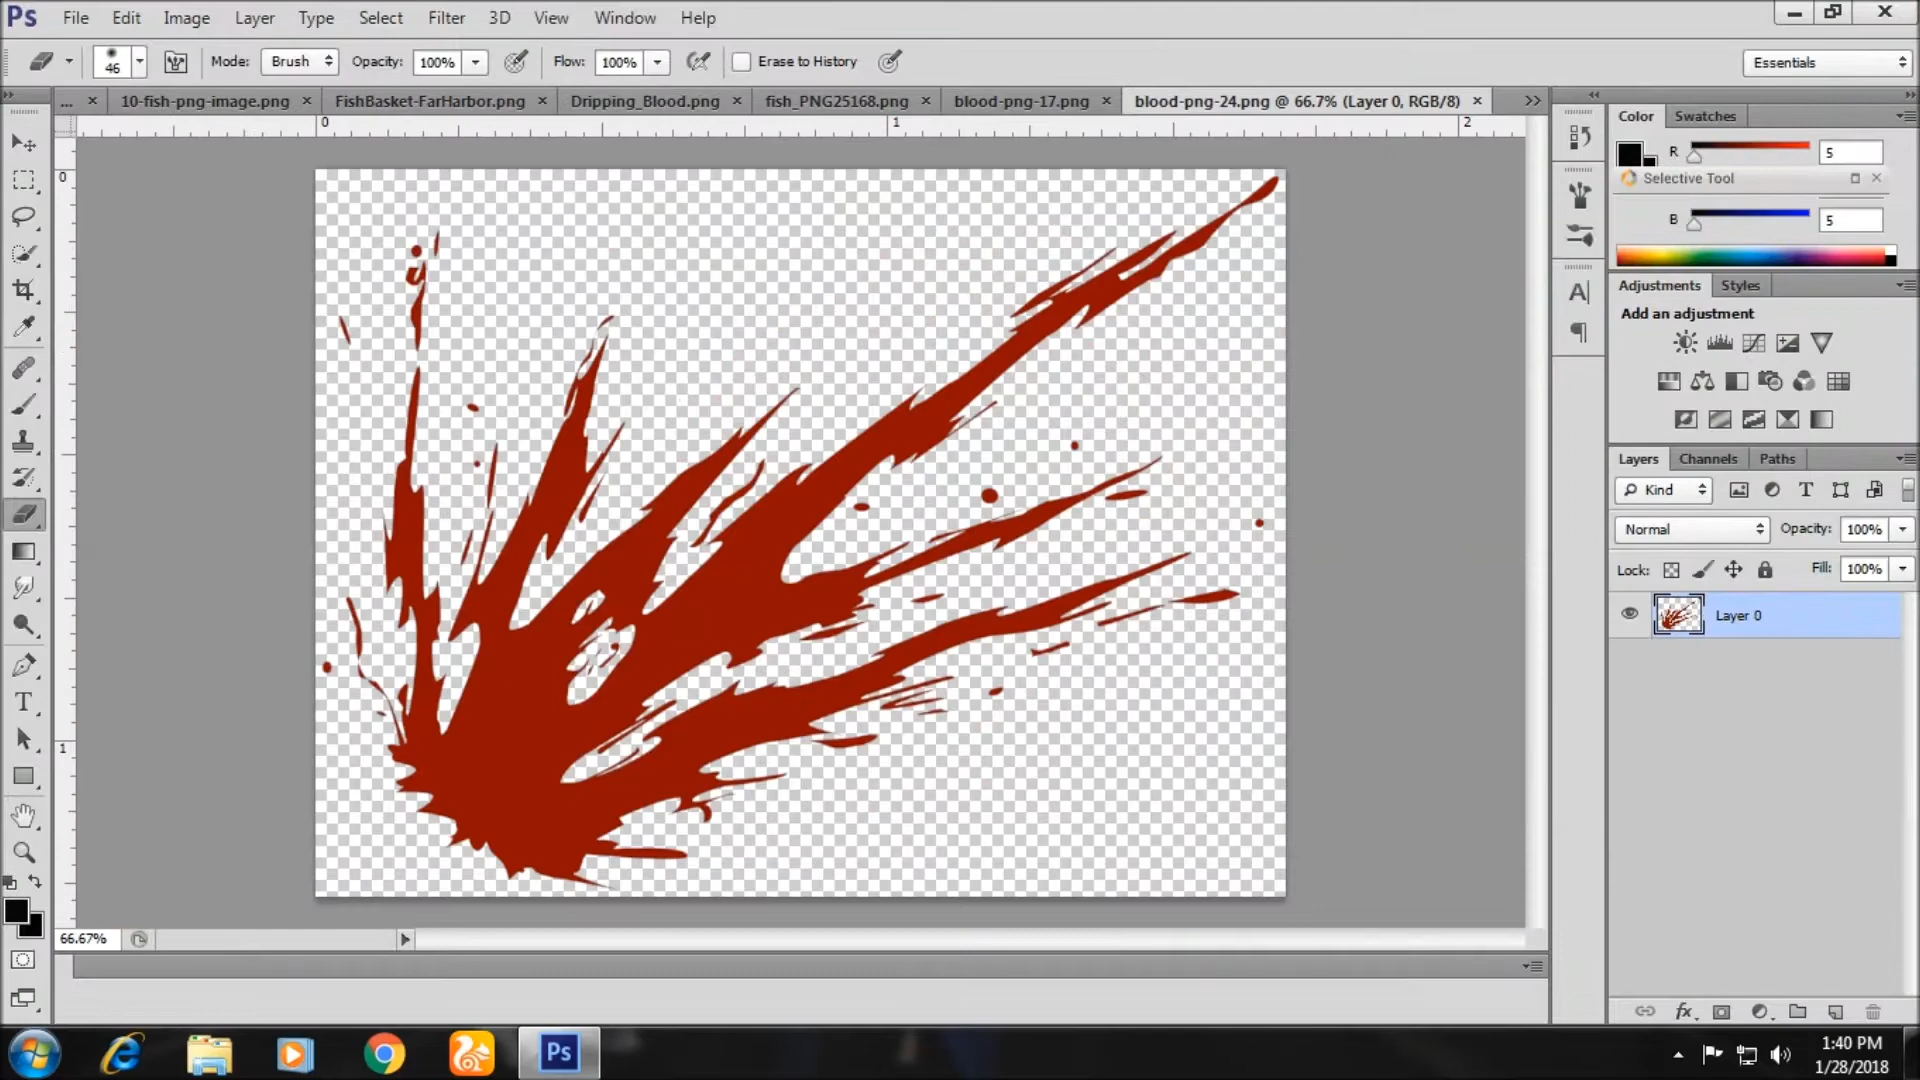 Ps File Edit Image Layer Type Select Filter 3D View Window Help
46 Mode: Brush Opacity: 100% Flow: 100% Erase to History Essentials
... 10-fish-png-image.png FishBasket-FarHarbor.png Dripping_Blood.png fish_PNG25168.png blood-png-17.png blood-png-24.png @ 66.7% (Layer 0, RGB/8)
0 1 2
0
1
Color Swatches
R 5
Selective Tool
B 5
Adjustments Styles
Add an adjustment
Layers Channels Paths
Kind
Normal Opacity: 100%
Lock: Fill: 100%
Layer 0
66.67%
Ps
1:40 PM
1/28/2018